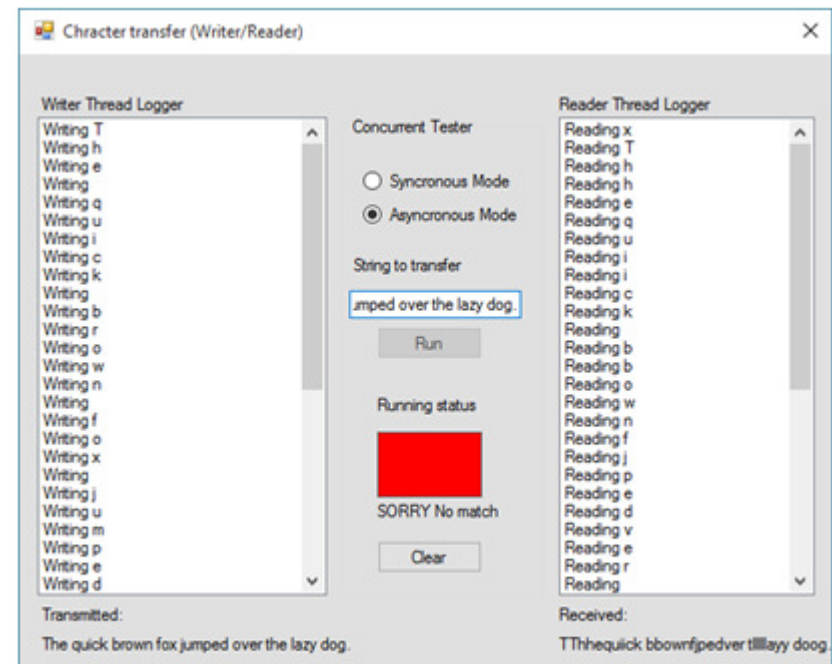 Chracter transfer (Writer/Reader)
Writer Thread Logger
Writing T
Writing h
Writing e
Writing
Writing q
Writing u
Writing i
Writing c
Writing k
Writing
Writing b
Writing r
Writing o
Writing w
Writing n
Writing
Writing f
Writing o
Writing x
Writing
Writing j
Writing u
Writing m
Writing p
Writing e
Writing d
Transmitted:
The quick brown fox jumped over the lazy dog.
Concurrent Tester
Syncronous Mode
Asyncronous Mode
String to transfer
umped over the lazy dog.
Run
Running status
SORRY No match
Clear
Reader Thread Logger
Reading x
Reading T
Reading h
Reading h
Reading e
Reading q
Reading u
Reading i
Reading i
Reading c
Reading k
Reading
Reading b
Reading b
Reading o
Reading w
Reading n
Reading f
Reading j
Reading p
Reading e
Reading d
Reading v
Reading e
Reading r
Reading
Received:
TThhequiick bbownfjpedver doog.